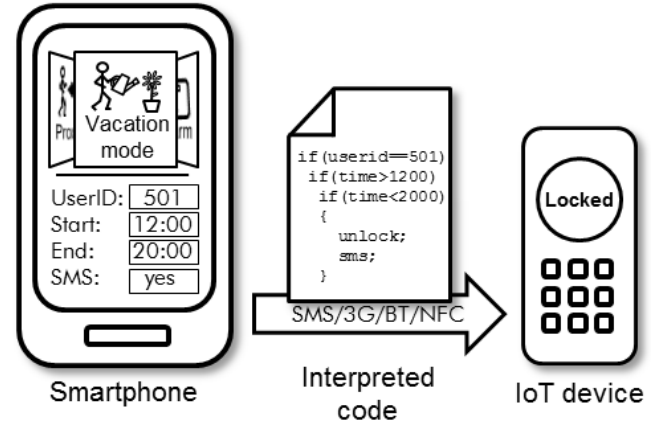 Vacation
mode
UserID: 501
Start: 12:00
End: 20:00
SMS: yes
Smartphone
if(userid==501)
if(time>1200)
if(time<2000)
{
unlock;
sms;
}
SMS/3G/BT/NFC
Interpreted
code
Locked
IoT device